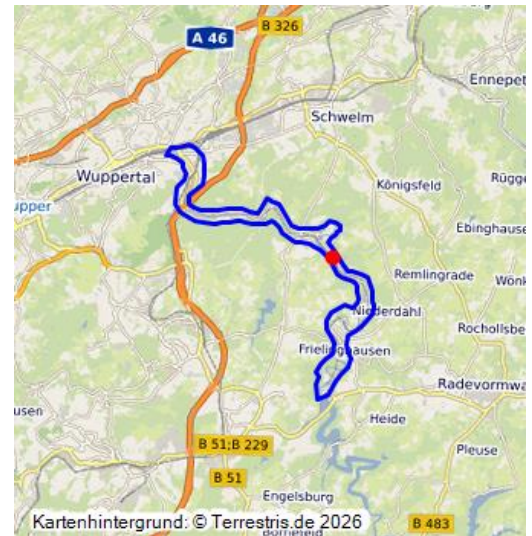 A 46
B 326
Ennepet
Schwelm
Wuppertal
Rügge
Königsfeld
upper
Ebinghause
Remlingrade
Wönk
Niederdahl
Rochollsbe
Frielinghausen
Radevormwa
usen
Heide
B 51;B 229
Pleuse
B 51
Engelsburg
B 483
Kartenhintergrund: © Terrestris.de 2026